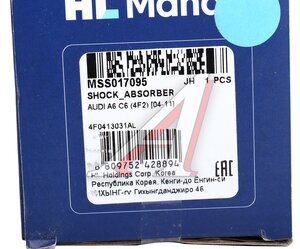 HL Mando
MSS017095 JH 1 PCS
SHOCK_ABSORBER
AUDI A6 C6 (4F2) [04-11]
4F0413031AL
8 809752 428894
HL Holdings Corp. Korea
Республика Корея, Кенги-до Енгин-си
Гихынгданджиро 46
EAC